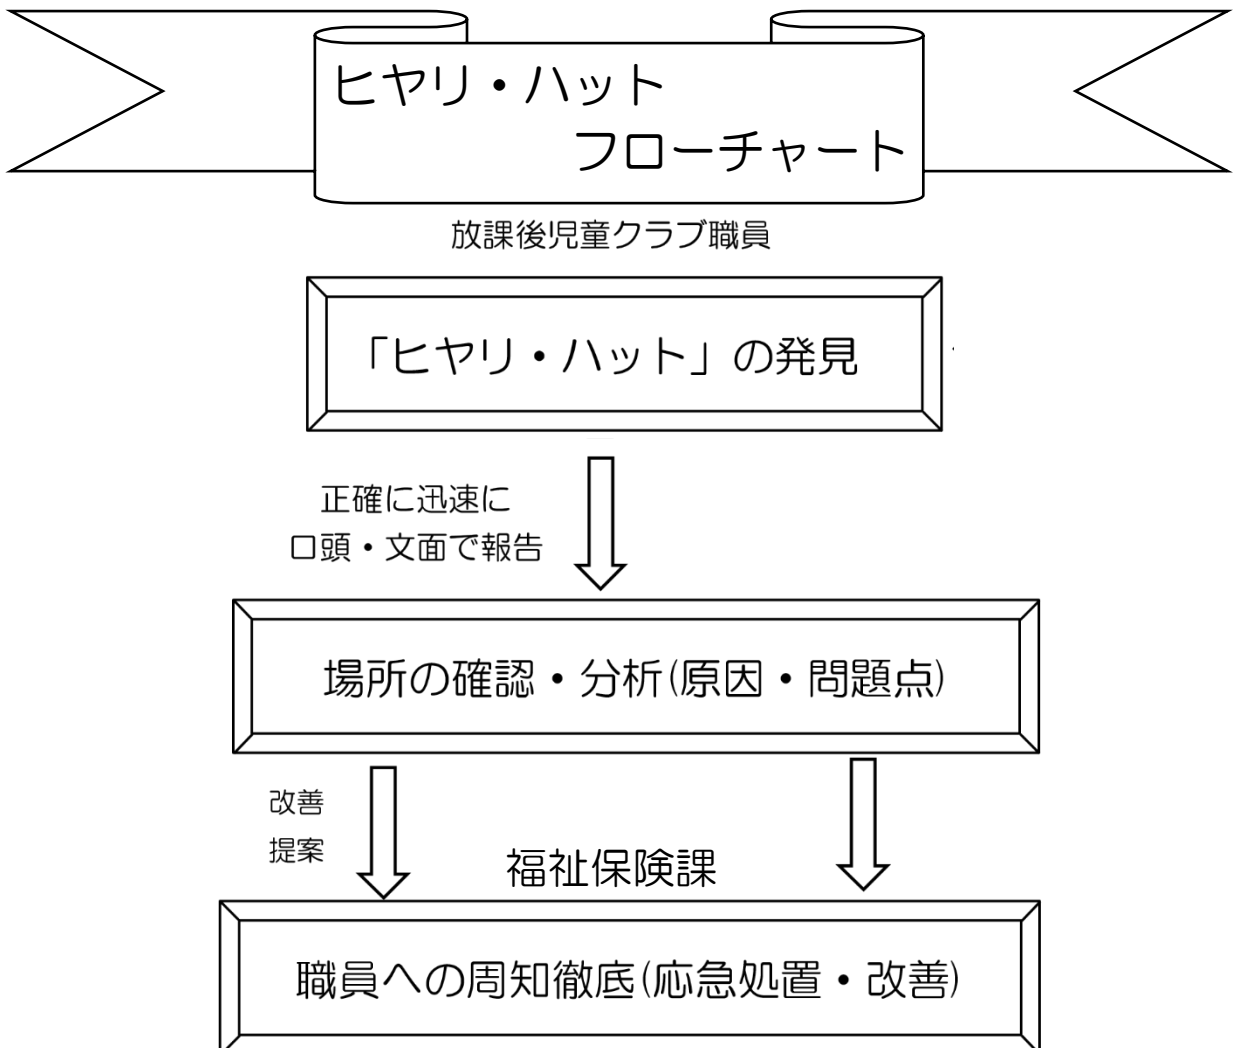 ヒヤリ・ハット
フローチャート
放課後児童クラブ職員
「ヒヤリ・ハット」の発見
正確に迅速に
口頭・文面で報告
場所の確認・分析(原因・問題点)
改善
提案
福祉保険課
職員への周知徹底(応急処置・改善)